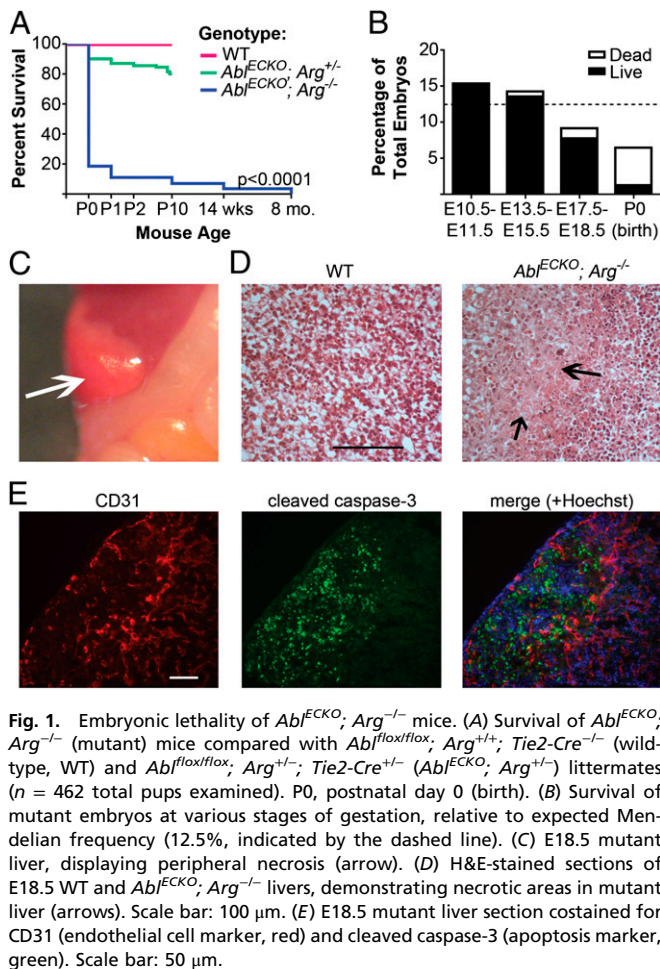 A
Genotype:
WT
Abl^ECKO; Arg^+/-
Abl^ECKO; Arg^-/-
Percent Survival
100
80
60
40
20
p<0.0001
P0 P1 P2 P10 14 wks 8 mo.
Mouse Age
B
Percentage of
Total Embryos
20
15
10
5
Dead
Live
E10.5-
E11.5
E13.5-
E15.5
E17.5-
E18.5
P0
(birth)
C
D
WT
Abl^ECKO; Arg^-/-
E
CD31
cleaved caspase-3
merge (+Hoechst)
Fig. 1. Embryonic lethality of Abl^ECKO; Arg^−/− mice. (A) Survival of Abl^ECKO;
Arg^−/− (mutant) mice compared with Abl^flox/flox; Arg^+/+; Tie2-Cre^−/− (wild-
type, WT) and Abl^flox/flox; Arg^+/−; Tie2-Cre^+/− (Abl^ECKO; Arg^+/−) littermates
(n = 462 total pups examined). P0, postnatal day 0 (birth). (B) Survival of
mutant embryos at various stages of gestation, relative to expected Men-
delian frequency (12.5%, indicated by the dashed line). (C) E18.5 mutant
liver, displaying peripheral necrosis (arrow). (D) H&E-stained sections of
E18.5 WT and Abl^ECKO; Arg^−/− livers, demonstrating necrotic areas in mutant
liver (arrows). Scale bar: 100 μm. (E) E18.5 mutant liver section costained for
CD31 (endothelial cell marker, red) and cleaved caspase-3 (apoptosis marker,
green). Scale bar: 50 μm.